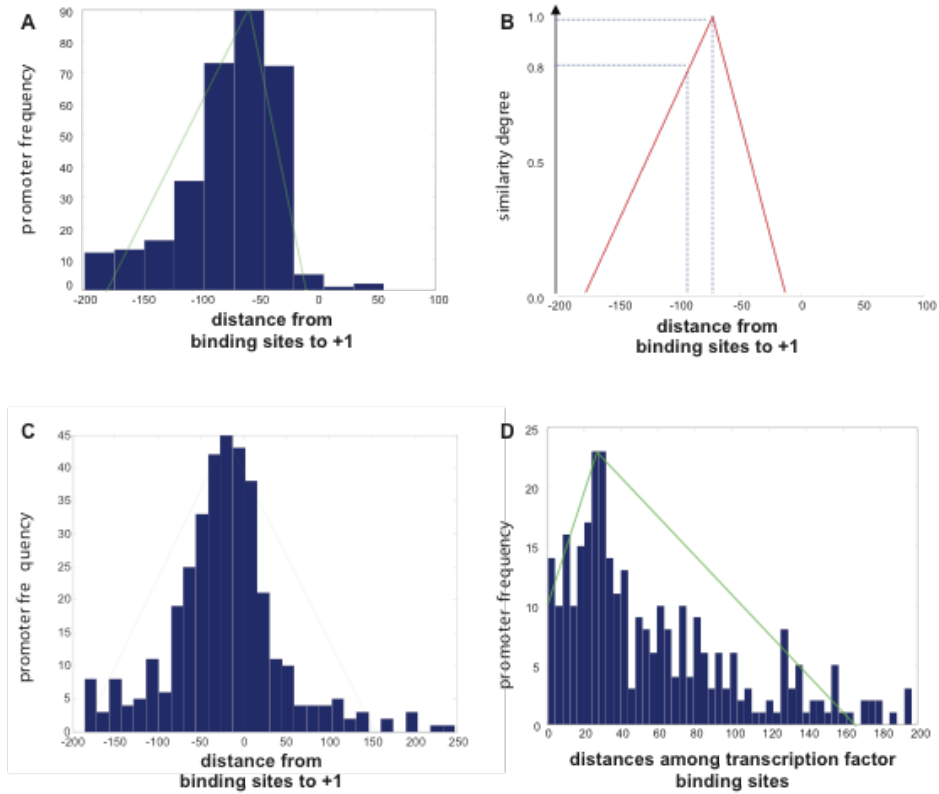 A
promoter frequency
90
80
70
60
50
40
30
20
10
0
-200 -150 -100 -50 0 50 100
distance from
binding sites to +1
B
similarity degree
1.0
0.8
0.5
0.0
-200 -150 -100 -50 0 50 100
distance from
binding sites to +1
C
promoter fre quency
45
40
35
30
25
20
15
10
5
0
-200 -150 -100 -50 0 50 100 150 200 250
distance from
binding sites to +1
D
promoter frequency
25
20
15
10
5
0
0 20 40 60 80 100 120 140 160 180 200
distances among transcription factor
binding sites